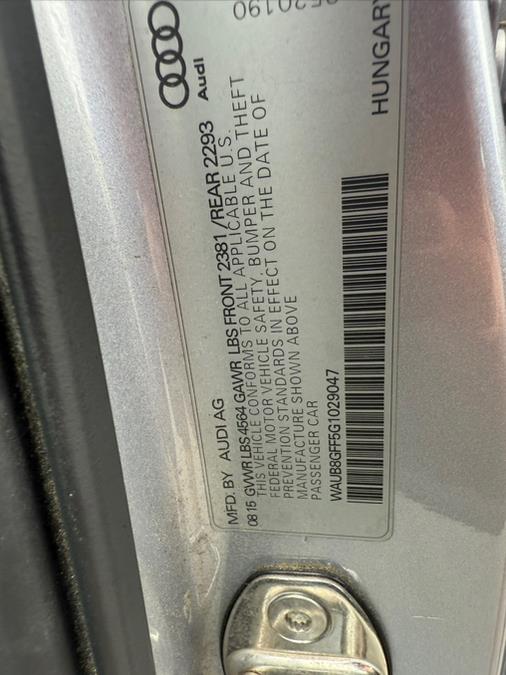 Audi
MFD. BY AUDI AG
08 15 GVWR LBS 4564 GAWR LBS FRONT 2381 /REAR 2293
THIS VEHICLE CONFORMS TO ALL APPLICABLE U.S.
FEDERAL MOTOR VEHICLE SAFETY, BUMPER AND THEFT
PREVENTION STANDARDS IN EFFECT ON THE DATE OF
MANUFACTURE SHOWN ABOVE
PASSENGER CAR
WAUB8GFF5G1029047
HUNGARY